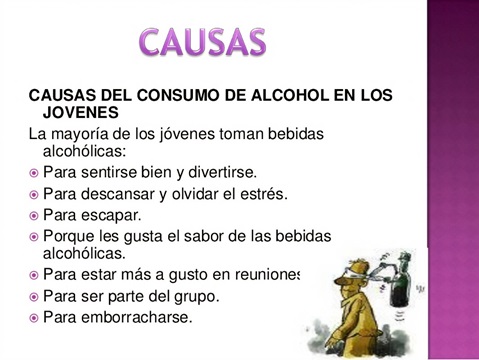 CAUSAS
CAUSAS DEL CONSUMO DE ALCOHOL EN LOS
JOVENES
La mayoría de los jóvenes toman bebidas
alcohólicas:
Para sentirse bien y divertirse.
Para descansar y olvidar el estrés.
Para escapar.
Porque les gusta el sabor de las bebidas
alcohólicas.
Para estar más a gusto en reuniones
Para ser parte del grupo.
Para emborracharse.